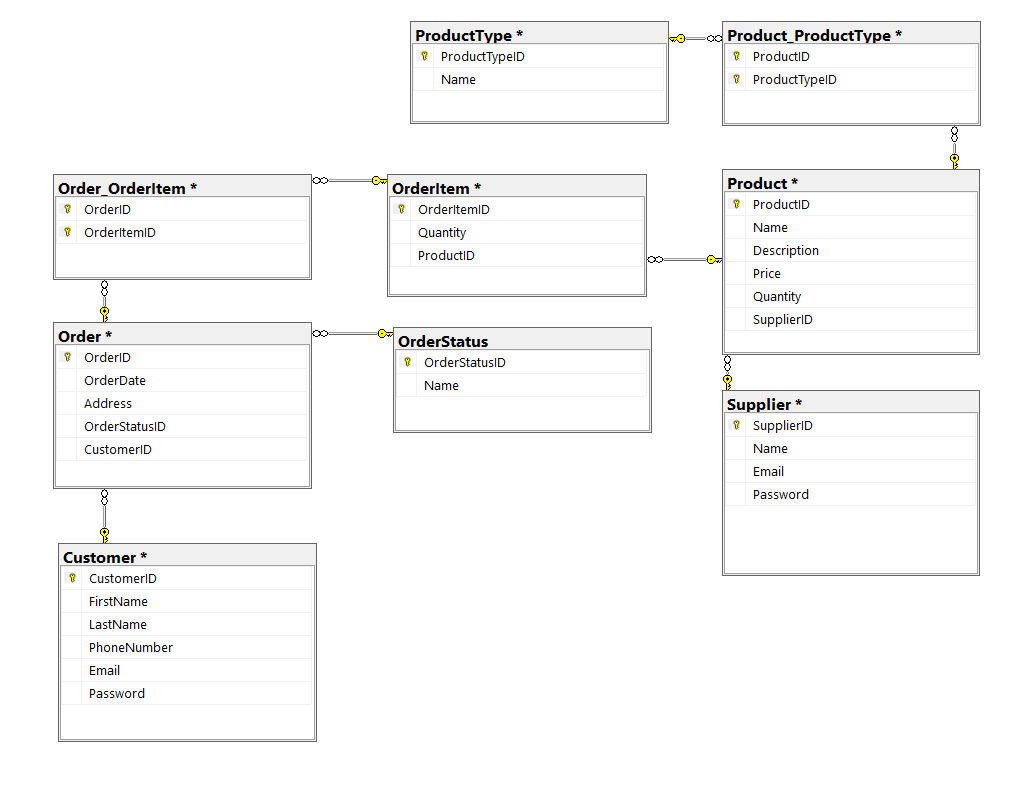 ProductType *
ProductTypeID
Name
Product_ProductType *
ProductID
ProductTypeID
Order_OrderItem *
OrderID
OrderItemID
OrderItem *
OrderItemID
Quantity
ProductID
Product *
ProductID
Name
Description
Price
Quantity
SupplierID
Order *
OrderID
OrderDate
Address
OrderStatusID
CustomerID
OrderStatus
OrderStatusID
Name
Supplier *
SupplierID
Name
Email
Password
Customer *
CustomerID
FirstName
LastName
PhoneNumber
Email
Password